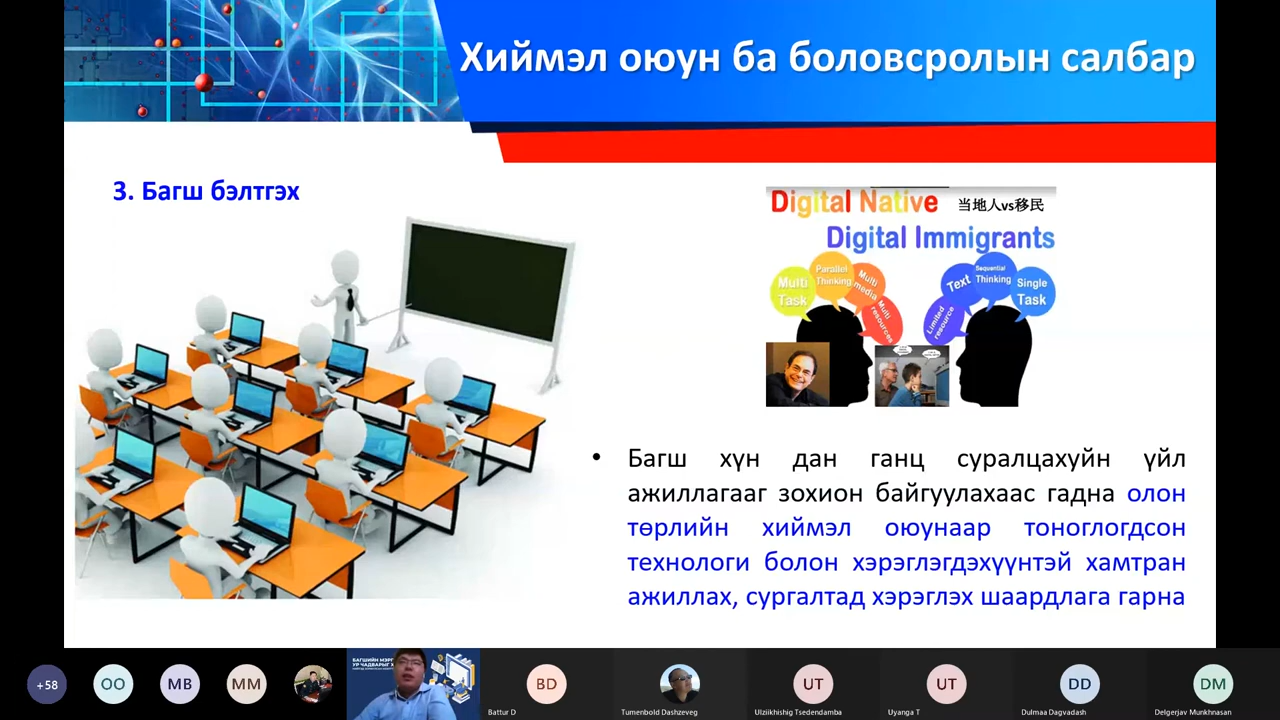 Хиймэл оюун ба боловсролын салбар
3. Багш бэлтгэх
Digital Native 当地人vs移民
Digital Immigrants
Multi
Task
Parallel
Thinking
Multi
media
Multi
resources
Limited
resource
Text
Sequential
Thinking
Single
Task
• Багш хүн дан ганц суралцахуйн үйл
ажиллагааг зохион байгуулахаас гадна олон
төрлийн хиймэл оюунаар тоноглогдсон
технологи болон хэрэглэгдэхүүнтэй хамтран
ажиллах, сургалтад хэрэглэх шаардлага гарна
+58
OO
MB
MM
БАГШИЙН
УР ЧАДВАРЫГ
BD
Battur D
Tumenbold Dashzeveg
UT
Ulziikhishig Tsedendamba
UT
Uyanga T
DD
Dulmaa Dagvadash
DM
Delgerjav Munkhnasan